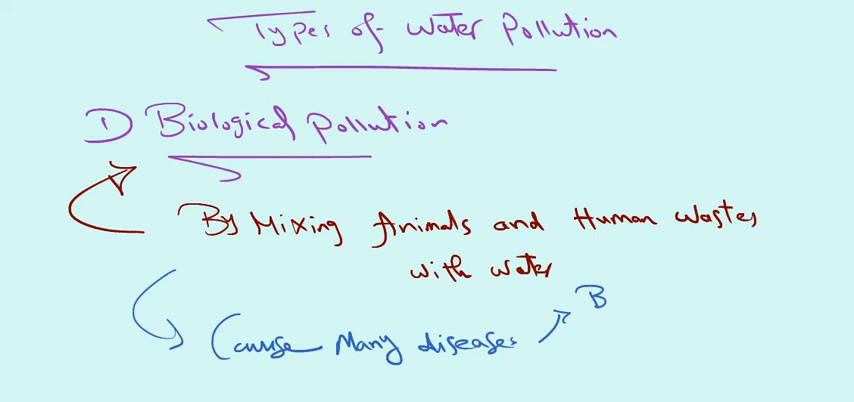 Types of Water Pollution
1) Biological Pollution
By Mixing Animals and Human Wastes
with water
B
Cause Many diseases